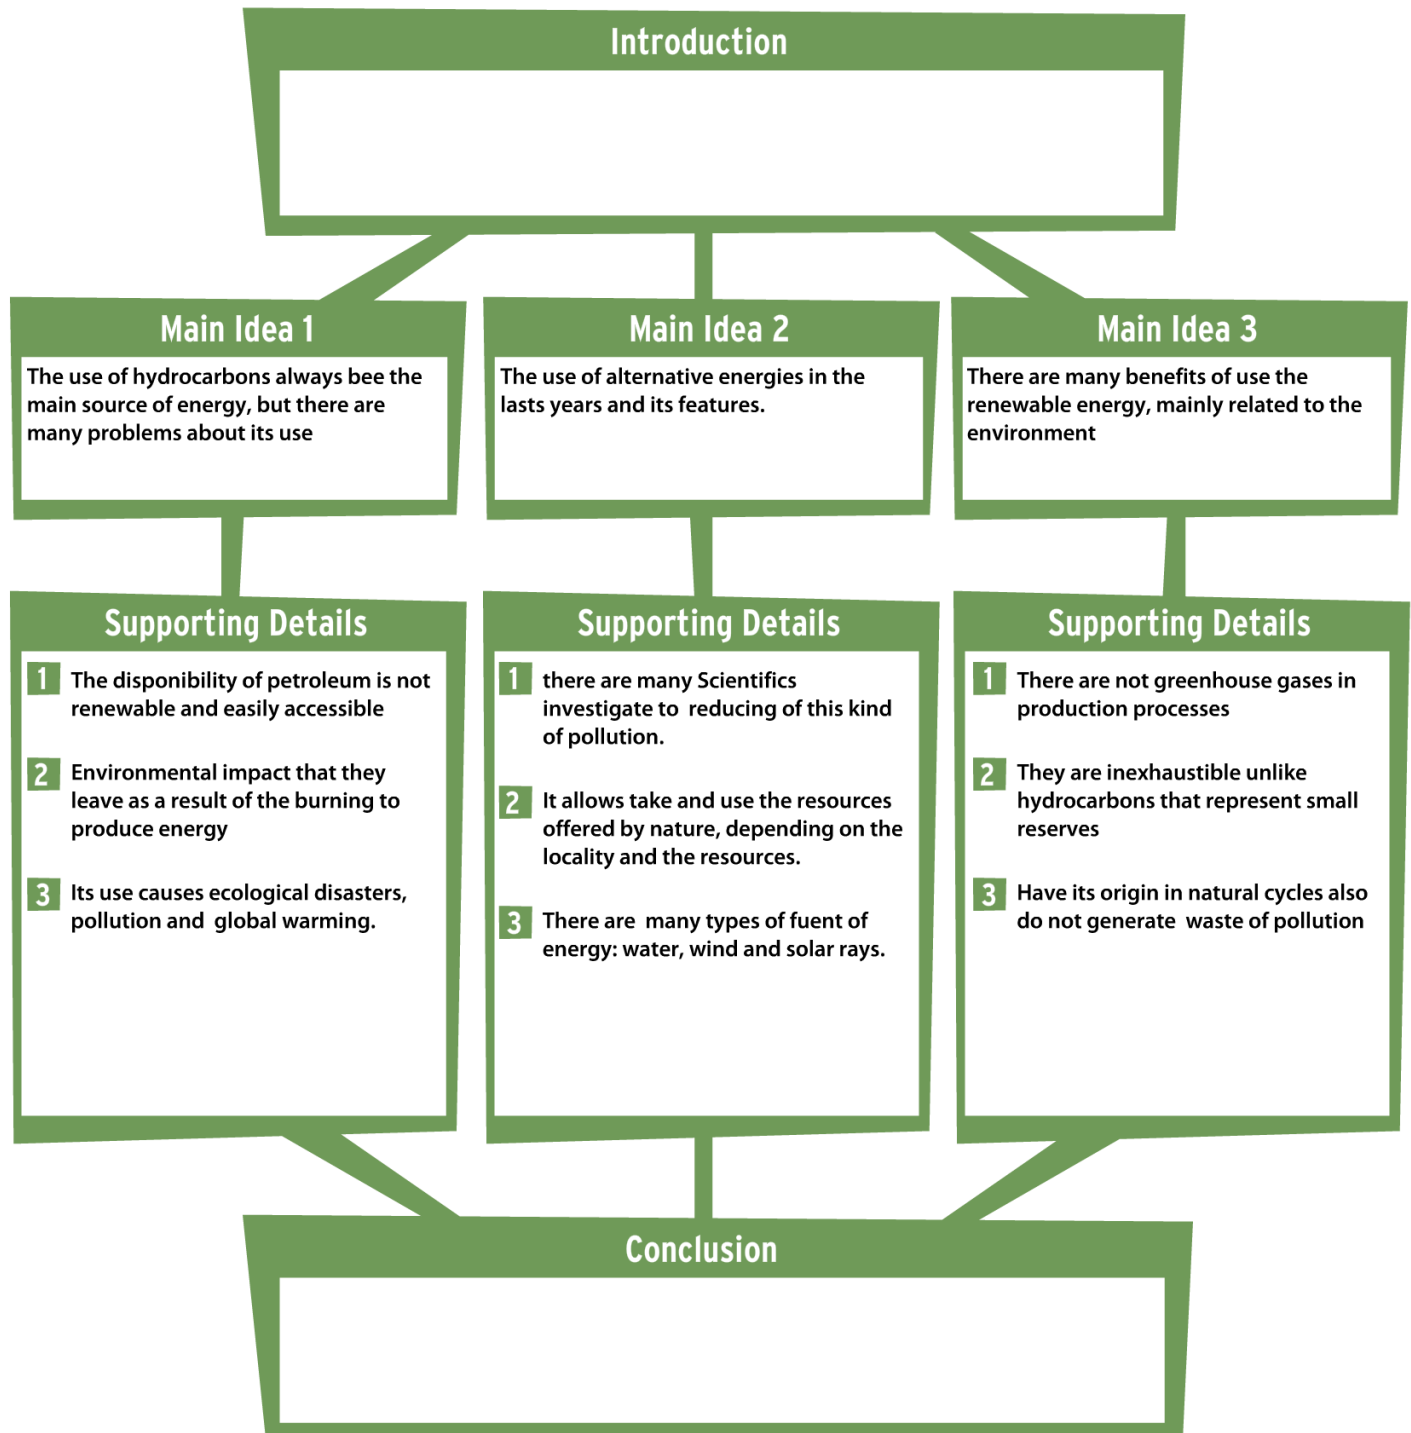 Introduction
Main Idea 1
The use of hydrocarbons always bee the
main source of energy, but there are
many problems about its use
Main Idea 2
The use of alternative energies in the
lasts years and its features.
Main Idea 3
There are many benefits of use the
renewable energy, mainly related to the
environment
Supporting Details
1 The disponibility of petroleum is not
renewable and easily accessible
2 Environmental impact that they
leave as a result of the burning to
produce energy
3 Its use causes ecological disasters,
pollution and  global warming.
Supporting Details
1 there are many Scientifics
investigate to  reducing of this kind
of pollution.
2 It allows take and use the resources
offered by nature, depending on the
locality and the resources.
3 There are  many types of fuent of
energy: water, wind and solar rays.
Supporting Details
1 There are not greenhouse gases in
production processes
2 They are inexhaustible unlike
hydrocarbons that represent small
reserves
3 Have its origin in natural cycles also
do not generate  waste of pollution
Conclusion